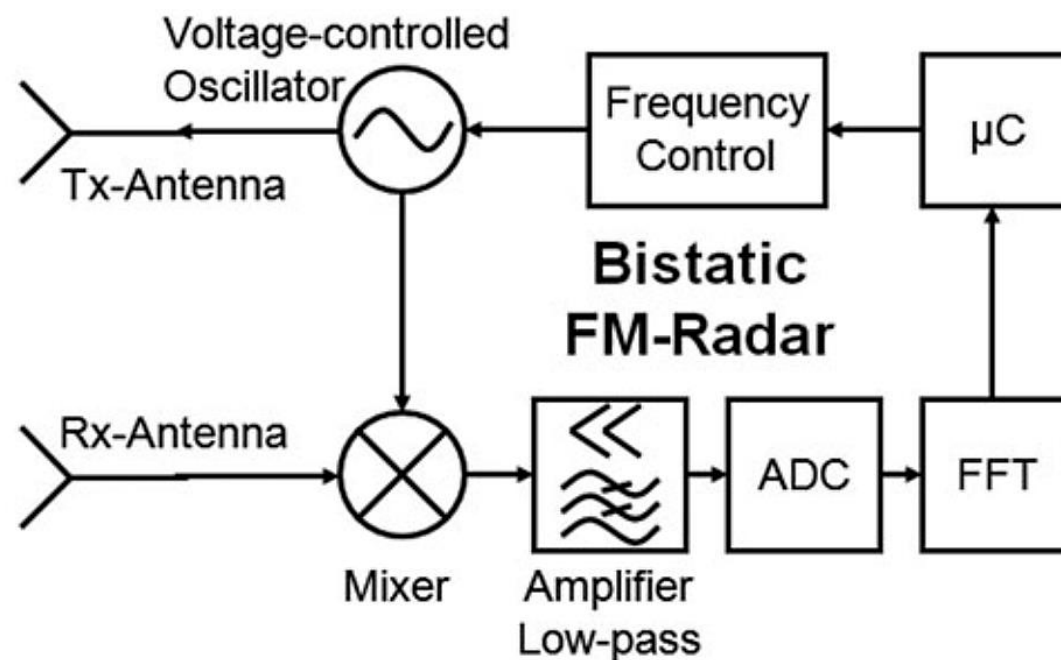 Voltage-controlled
Oscillator
Tx-Antenna
Frequency
Control
µC
Bistatic
FM-Radar
Rx-Antenna
Mixer
Amplifier
Low-pass
ADC
FFT